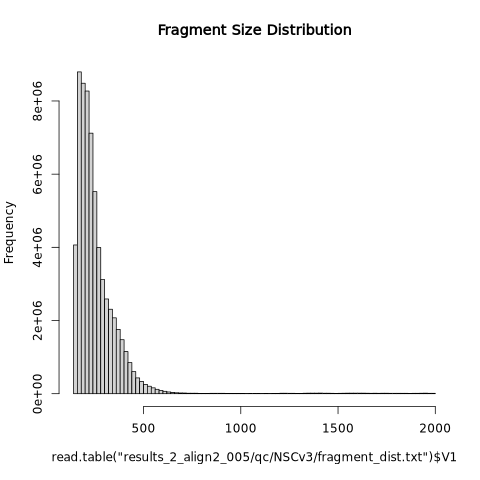 Fragment Size Distribution
Frequency
8e+06
6e+06
4e+06
2e+06
0e+00
500
1000
1500
2000
read.table("results_2_align2_005/qc/NSCv3/fragment_dist.txt")$V1